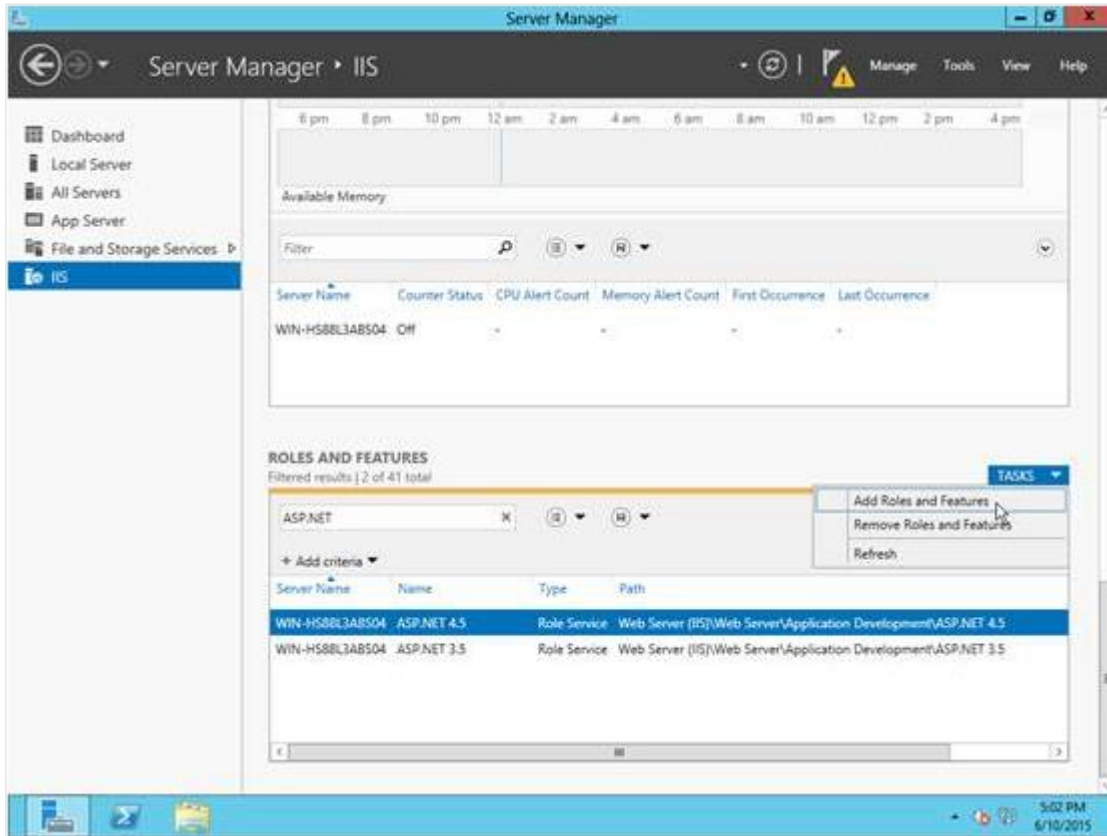 Server Manager
Server Manager ‣ IIS
Manage Tools View Help
Dashboard
Local Server
All Servers
App Server
File and Storage Services
IIS
6 pm 8 pm 10 pm 12 am 2 am 4 am 6 am 8 am 10 am 12 pm 2 pm 4 pm
Available Memory
Filter
Server Name Counter Status CPU Alert Count Memory Alert Count First Occurrence Last Occurrence
WIN-HS88L3ABS04 Off - - - -
ROLES AND FEATURES
Filtered results | 2 of 41 total
TASKS
Add Roles and Features
Remove Roles and Features
Refresh
ASP.NET
+ Add criteria
Server Name Name Type Path
WIN-HS88L3ABS04 ASP.NET 4.5 Role Service Web Server (IIS)\Web Server\Application Development\ASP.NET 4.5
WIN-HS88L3ABS04 ASP.NET 3.5 Role Service Web Server (IIS)\Web Server\Application Development\ASP.NET 3.5
5:02 PM
6/10/2015